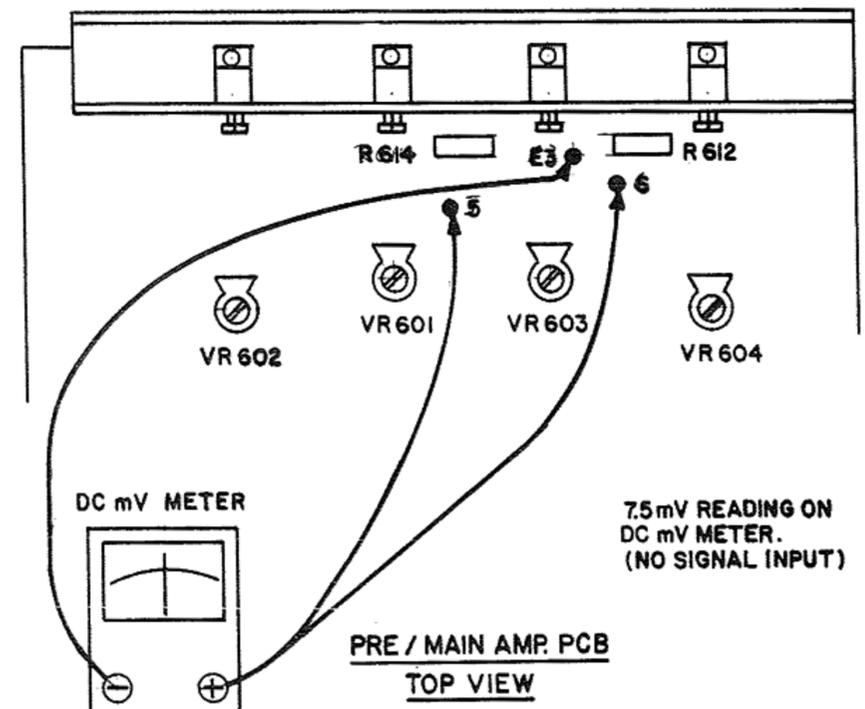 R614
E3
R612
5
6
VR601
VR603
VR602
VR604
DC mV METER
7.5mV READING ON
DC mV METER.
(NO SIGNAL INPUT)
PRE / MAIN AMP. PCB
TOP VIEW
− +